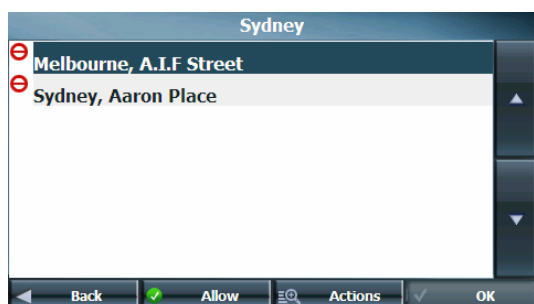 Sydney
Melbourne, A.I.F Street
Sydney, Aaron Place
Back Allow Actions OK